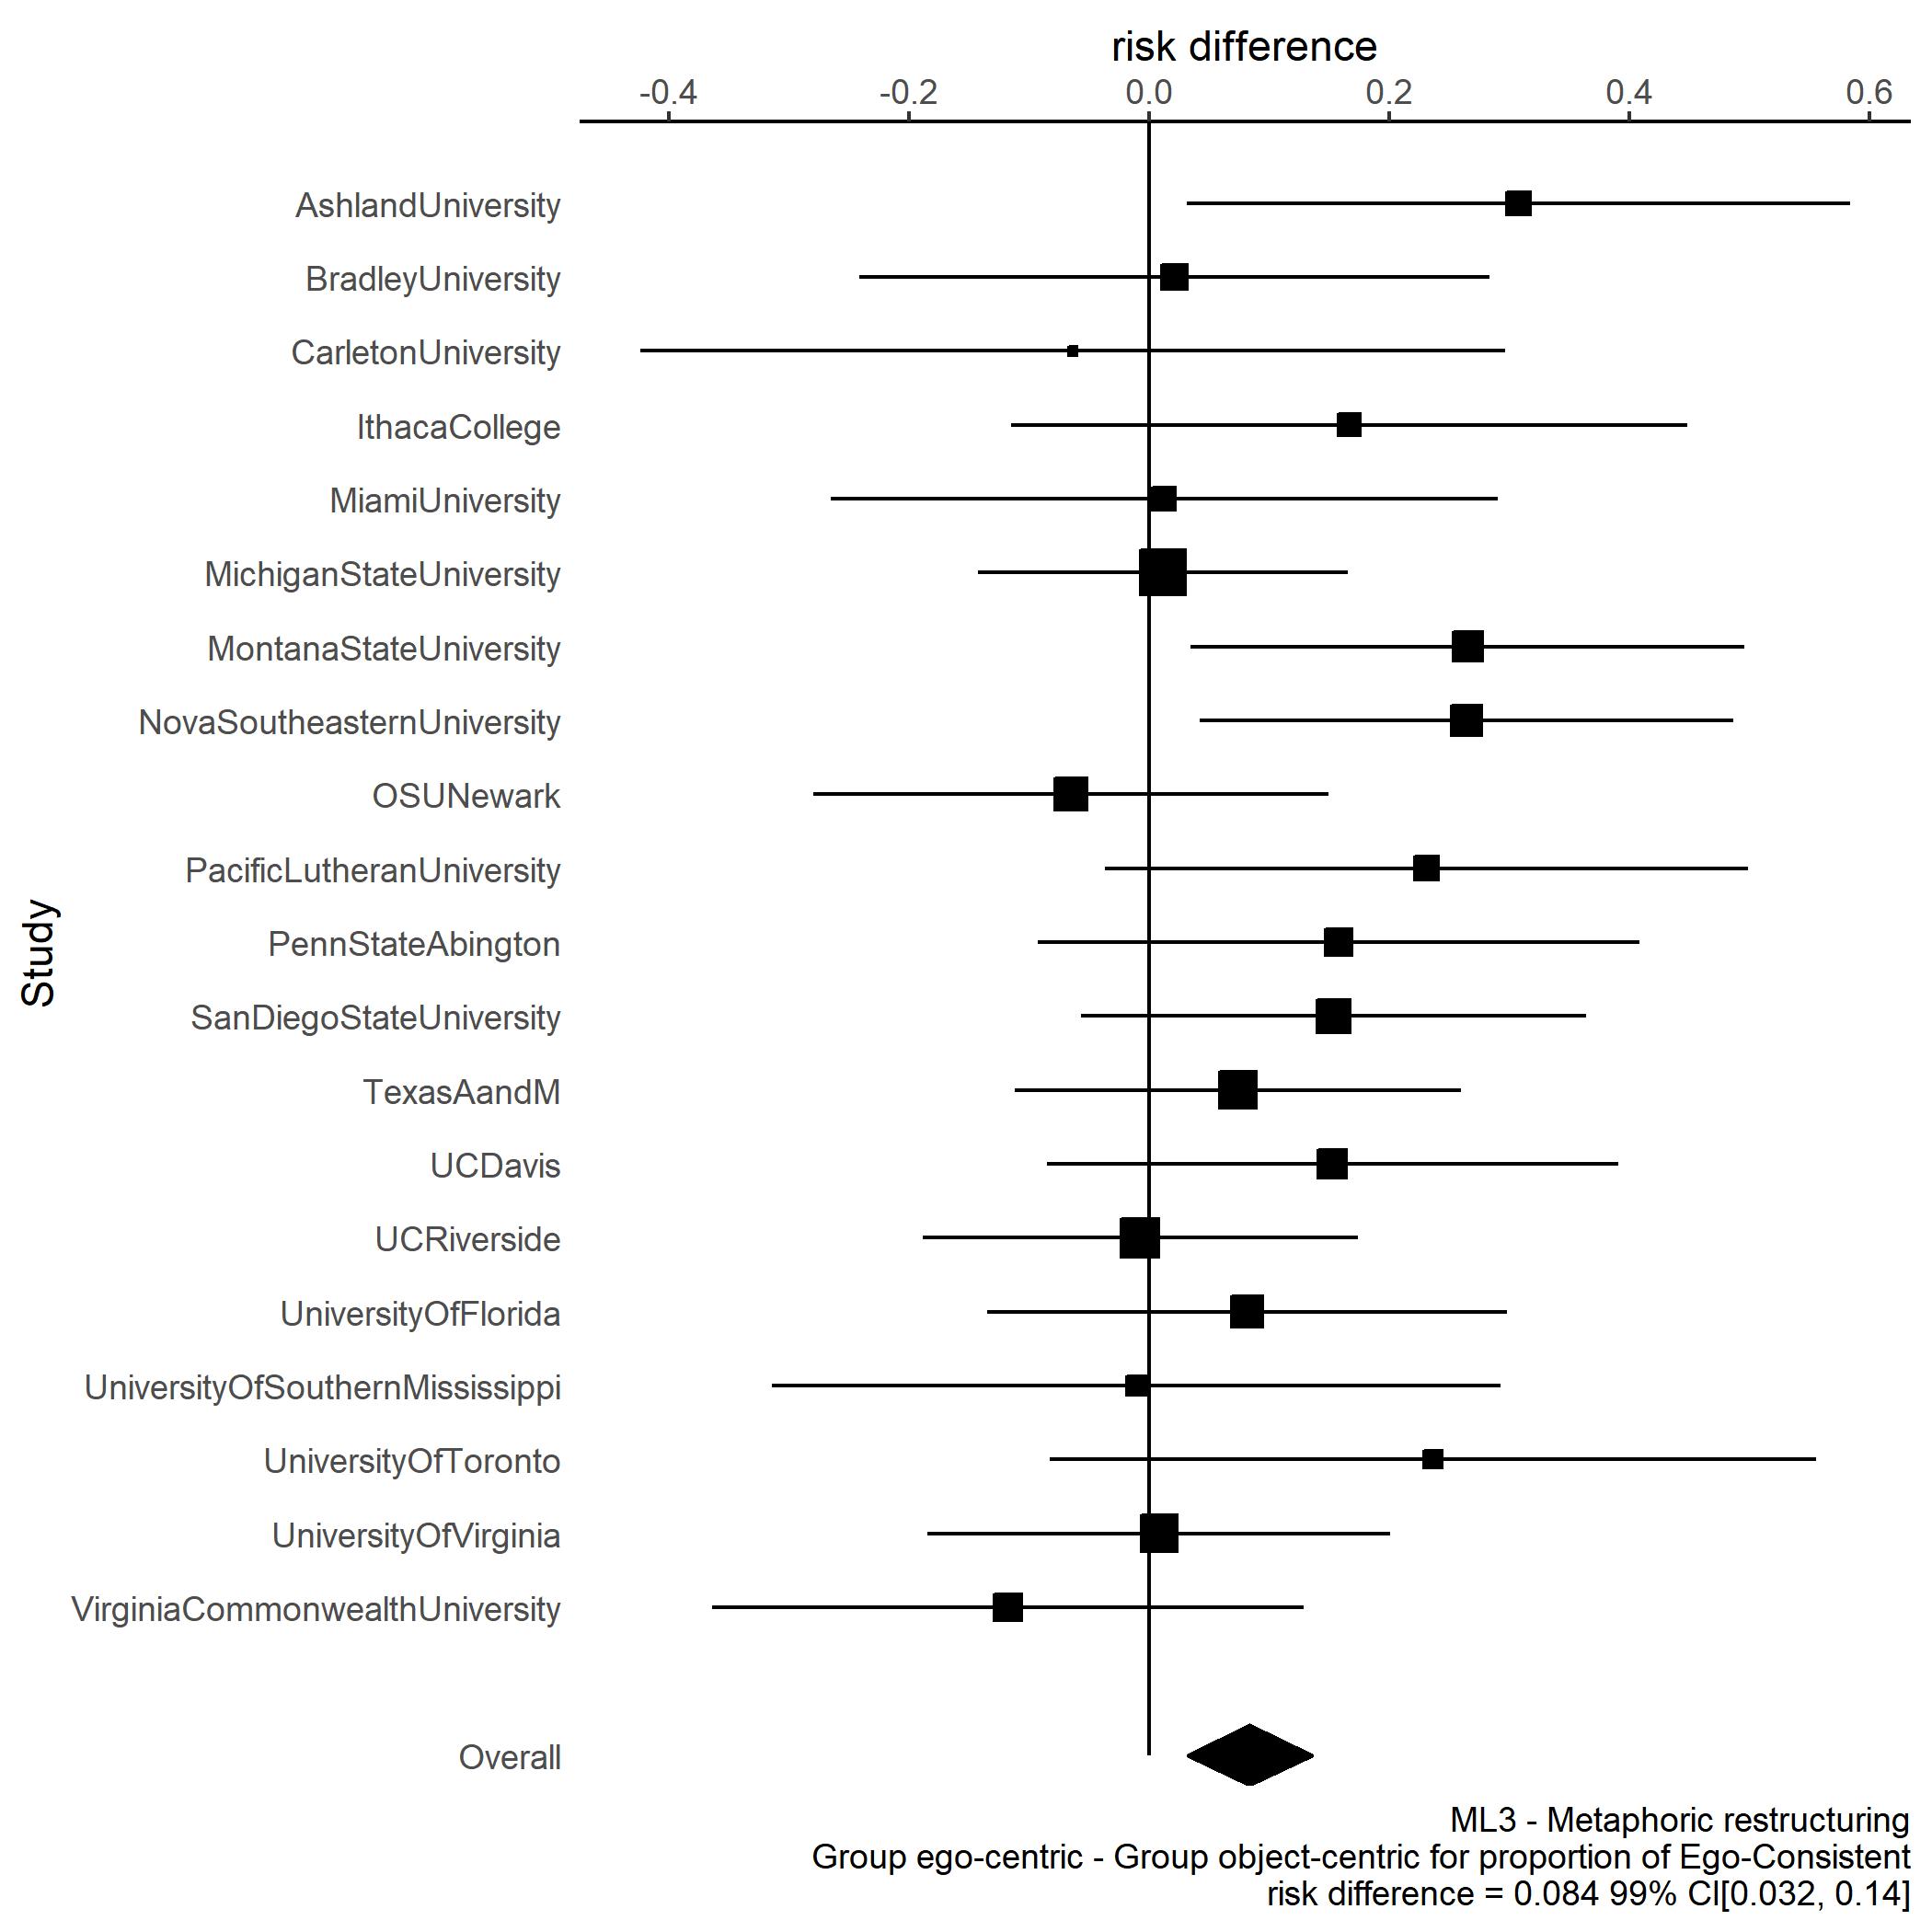 risk difference
-0.4 -0.2 0.0 0.2 0.4 0.6
AshlandUniversity
BradleyUniversity
CarletonUniversity
IthacaCollege
MiamiUniversity
MichiganStateUniversity
MontanaStateUniversity
NovaSoutheasternUniversity
OSUNewark
PacificLutheranUniversity
PennStateAbington
SanDiegoStateUniversity
TexasAandM
UCDavis
UCRiverside
UniversityOfFlorida
UniversityOfSouthernMississippi
UniversityOfToronto
UniversityOfVirginia
VirginiaCommonwealthUniversity
Overall
Study
ML3 - Metaphoric restructuring
Group ego-centric - Group object-centric for proportion of Ego-Consistent
risk difference = 0.084 99% CI[0.032, 0.14]